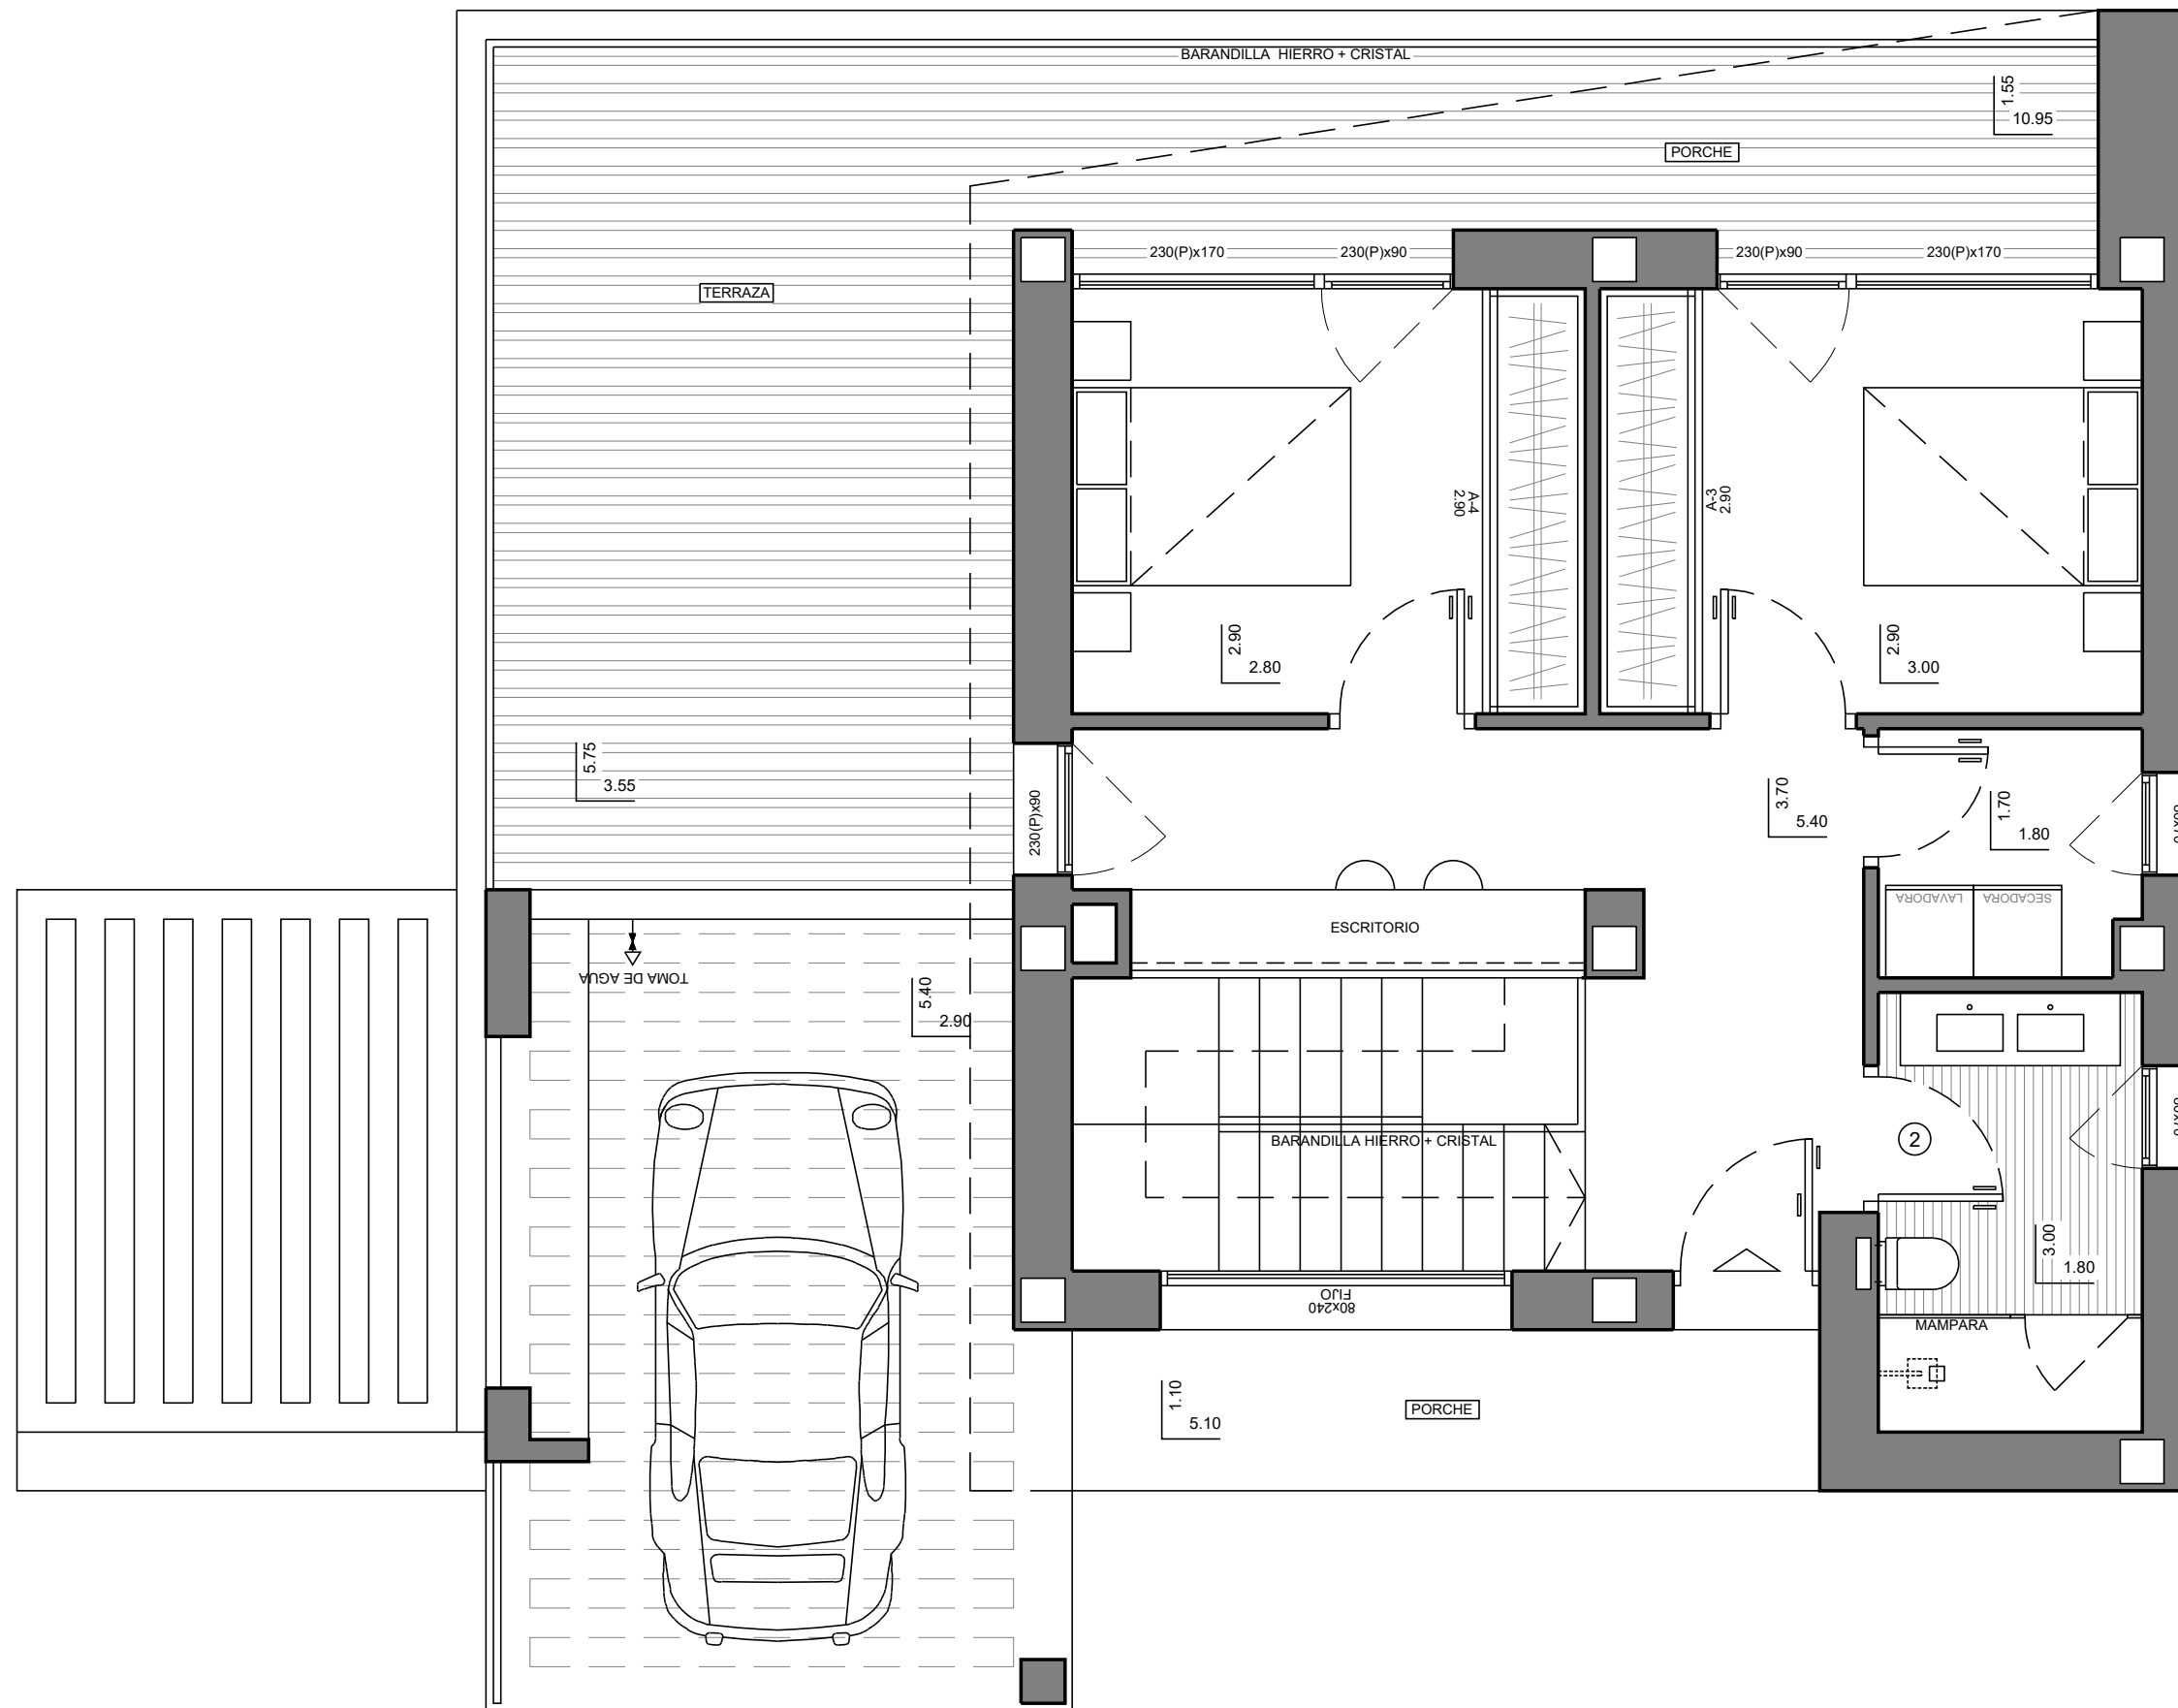 BARANDILLA HIERRO + CRISTAL
1.55
10.95
PORCHE
230(P)x170
230(P)x90
230(P)x90
230(P)x170
TERRAZA
A-4
2.90
A-3
2.90
2.90
2.80
2.90
3.00
5.75
3.55
230(P)x90
3.70
5.40
1.70
1.80
LAVADORA
SECADORA
ESCRITORIO
TOMA DE AGUA
5.40
2.90
BARANDILLA HIERRO + CRISTAL
2
3.00
1.80
80x240
FIJO
MAMPARA
1.10
5.10
PORCHE